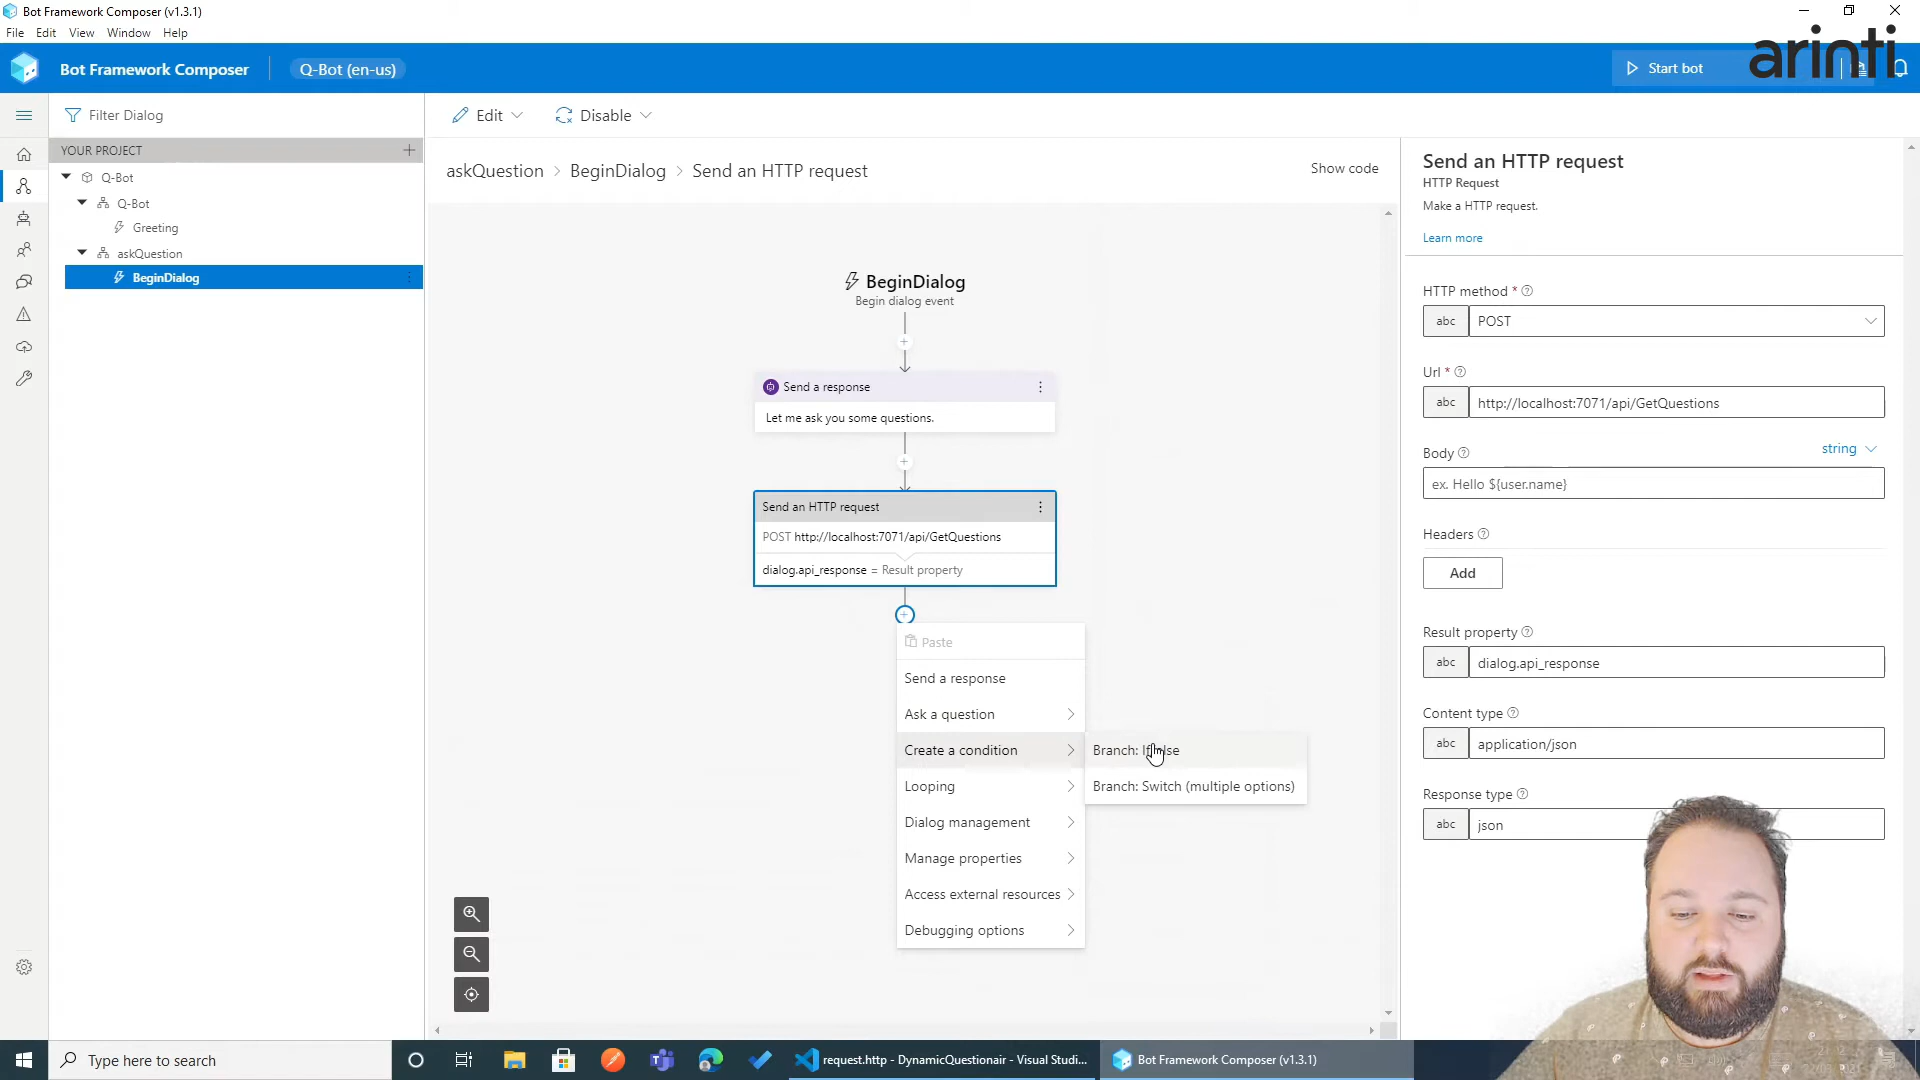 Bot Framework Composer (v1.3.1)
File Edit View Window Help
Bot Framework Composer
Q-Bot (en-us)
Start bot
arinti
Filter Dialog
Edit
Disable
YOUR PROJECT
Q-Bot
Q-Bot
Greeting
askQuestion
BeginDialog
askQuestion > BeginDialog > Send an HTTP request
Show code
BeginDialog
Begin dialog event
Send a response
Let me ask you some questions.
Send an HTTP request
POST http://localhost:7071/api/GetQuestions
dialog.api_response = Result property
Paste
Send a response
Ask a question
Create a condition
Branch:
Looping
Branch: Switch (multiple options)
Dialog management
Manage properties
Access external resources
Debugging options
Send an HTTP request
HTTP Request
Make a HTTP request.
Learn more
HTTP method *
abc POST
Url *
abc http://localhost:7071/api/GetQuestions
Body
string
ex. Hello ${user.name}
Headers
Add
Result property
abc dialog.api_response
Content type
abc application/json
Response type
abc json
Type here to search
request.http - DynamicQuestionair - Visual Studi...
Bot Framework Composer (v1.3.1)